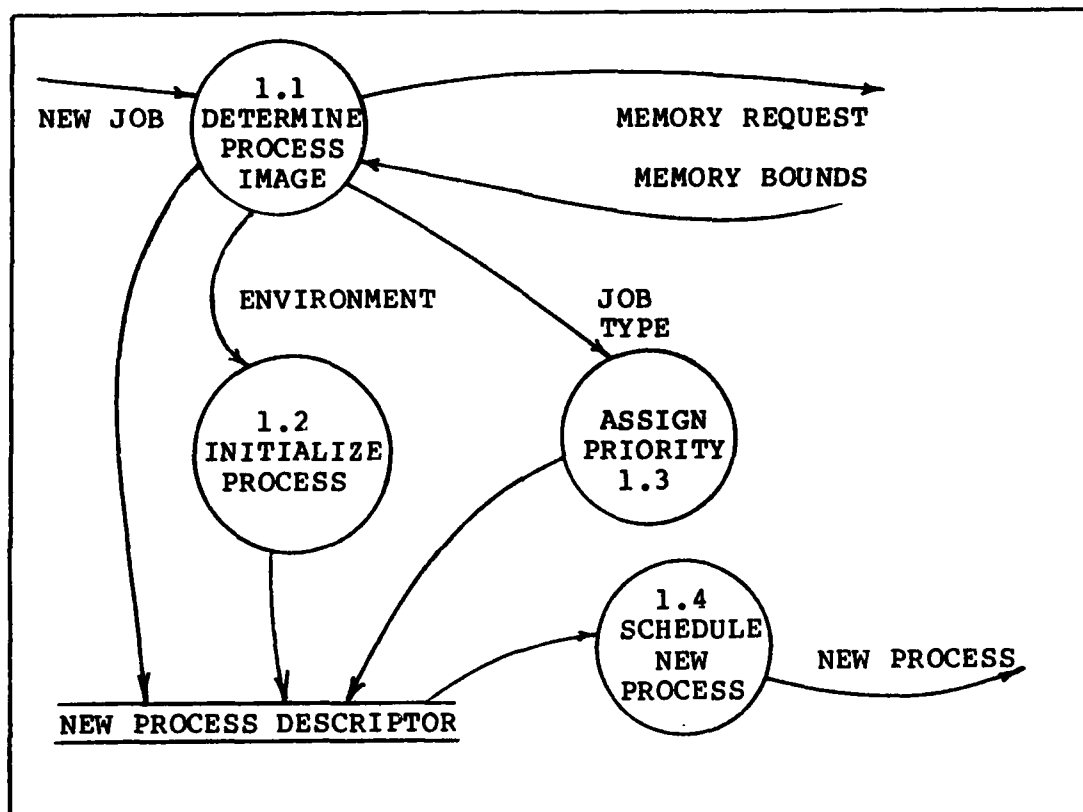 NEW JOB
1.1
DETERMINE
PROCESS
IMAGE
MEMORY REQUEST
MEMORY BOUNDS
ENVIRONMENT
JOB
TYPE
1.2
INITIALIZE
PROCESS
ASSIGN
PRIORITY
1.3
1.4
SCHEDULE
NEW
PROCESS
NEW PROCESS
NEW PROCESS DESCRIPTOR